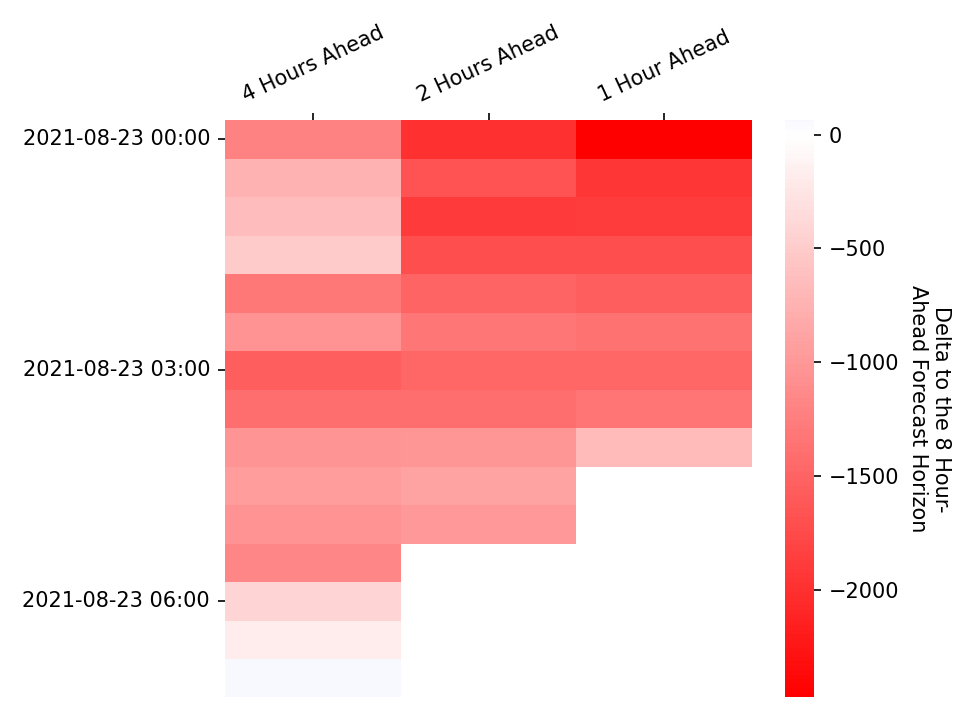 4 Hours Ahead
2 Hours Ahead
1 Hour Ahead
2021-08-23 00:00
2021-08-23 03:00
2021-08-23 06:00
0
−500
−1000
−1500
−2000
Delta to the 8 Hour-
Ahead Forecast Horizon